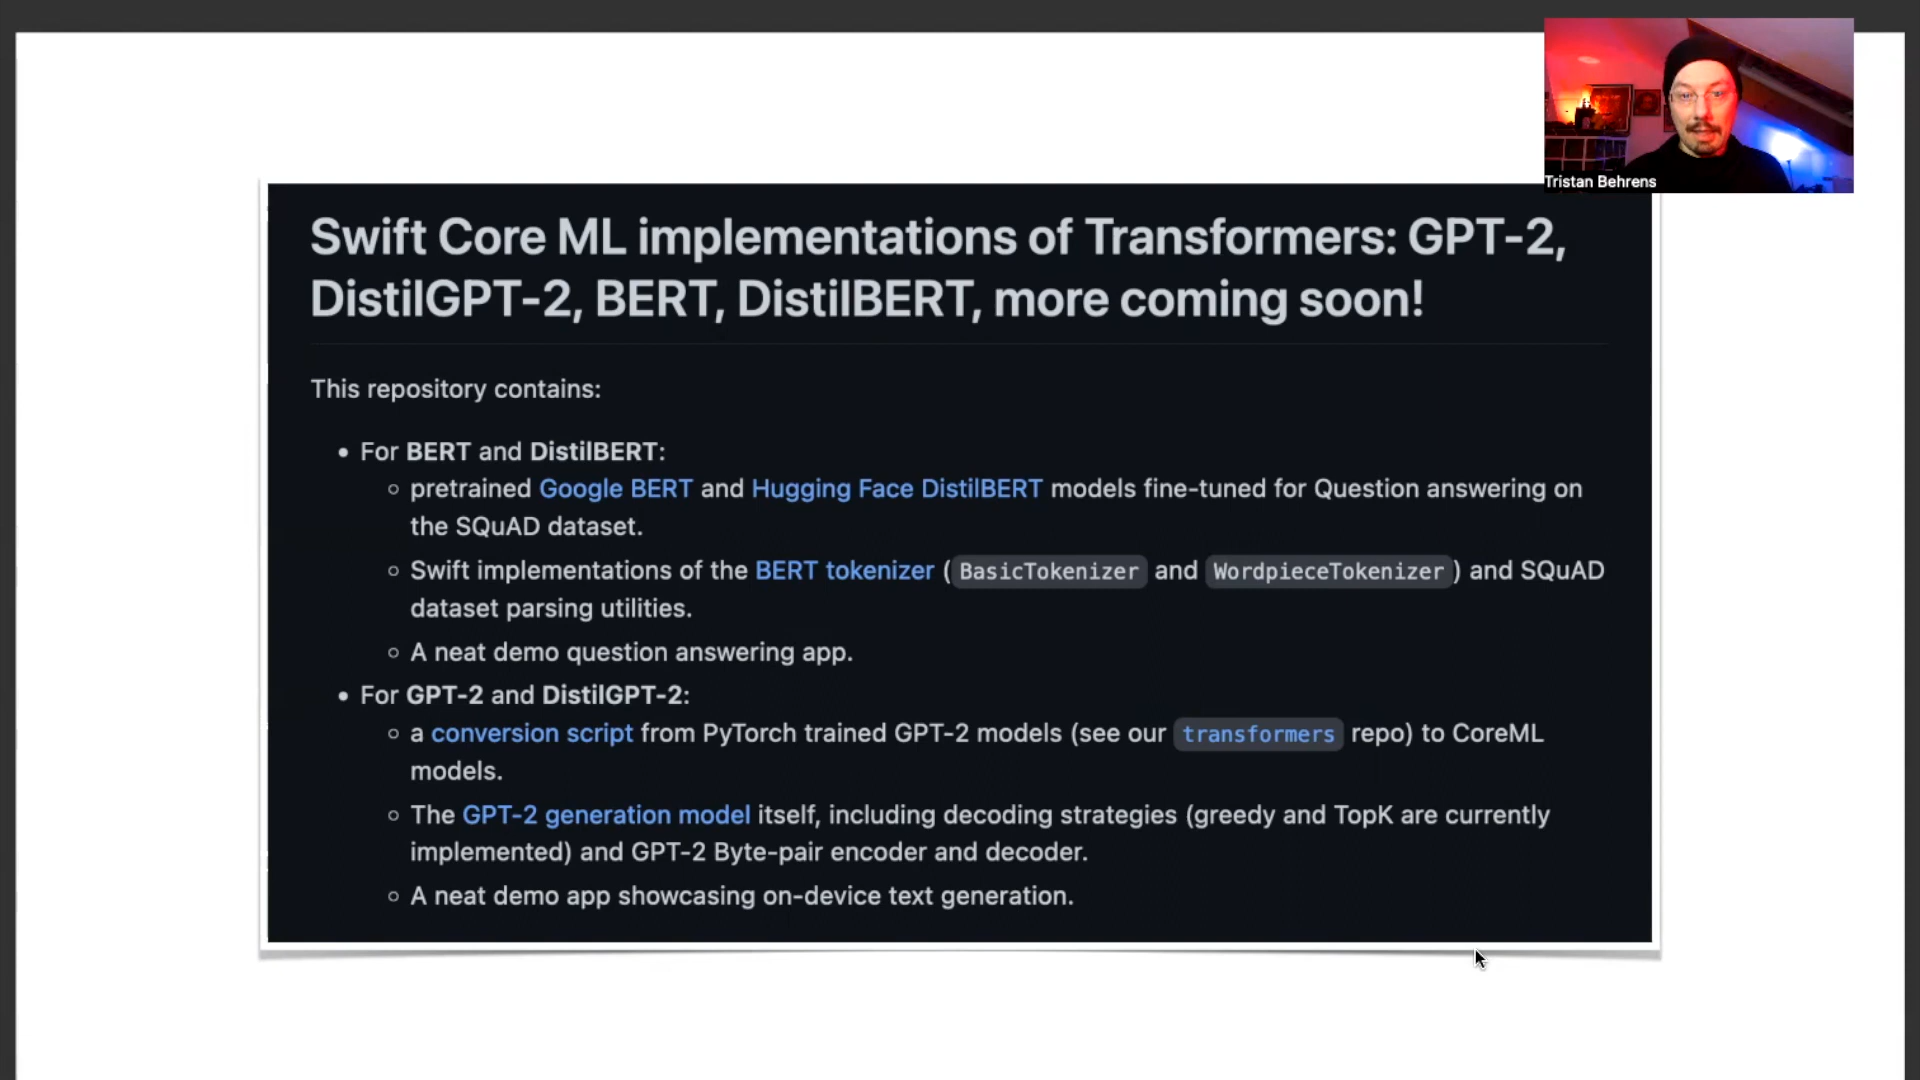 Tristan Behrens
Swift Core ML implementations of Transformers: GPT-2,
DistilGPT-2, BERT, DistilBERT, more coming soon!
This repository contains:
• For BERT and DistilBERT:
◦ pretrained Google BERT and Hugging Face DistilBERT models fine-tuned for Question answering on
the SQuAD dataset.
◦ Swift implementations of the BERT tokenizer (BasicTokenizer and WordpieceTokenizer) and SQuAD
dataset parsing utilities.
◦ A neat demo question answering app.
• For GPT-2 and DistilGPT-2:
◦ a conversion script from PyTorch trained GPT-2 models (see our transformers repo) to CoreML
models.
◦ The GPT-2 generation model itself, including decoding strategies (greedy and TopK are currently
implemented) and GPT-2 Byte-pair encoder and decoder.
◦ A neat demo app showcasing on-device text generation.